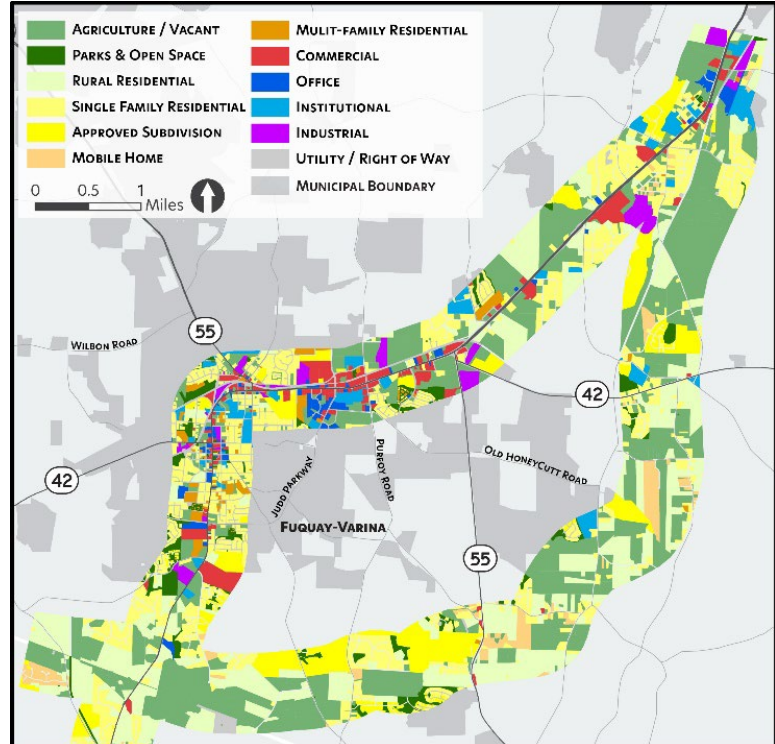 AGRICULTURE / VACANT
PARKS & OPEN SPACE
RURAL RESIDENTIAL
SINGLE FAMILY RESIDENTIAL
APPROVED SUBDIVISION
MOBILE HOME
MULIT-FAMILY RESIDENTIAL
COMMERCIAL
OFFICE
INSTITUTIONAL
INDUSTRIAL
UTILITY / RIGHT OF WAY
MUNICIPAL BOUNDARY
0 0.5 1
Miles
55
WILBON ROAD
42
42
JUDD PARKWAY
PURFOY ROAD
OLD HONEYCUTT ROAD
FUQUAY-VARINA
55